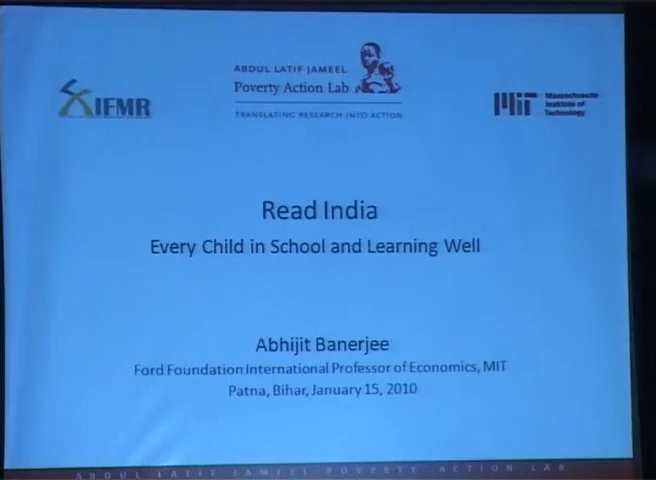 IFMR
ABDUL LATIF JAMEEL
Poverty Action Lab
TRANSLATING RESEARCH INTO ACTION
MIT
Massachusetts
Institute of
Technology
Read India
Every Child in School and Learning Well
Abhijit Banerjee
Ford Foundation International Professor of Economics, MIT
Patna, Bihar, January 15, 2010
ABDUL LATIF JAMEEL POVERTY ACTION LAB